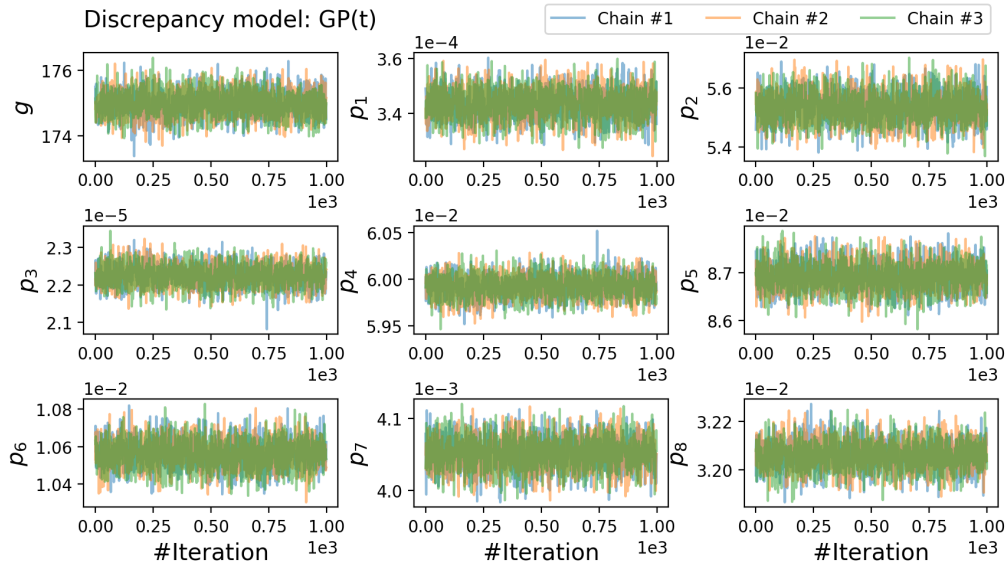 Discrepancy model: GP(t)
Chain #1 Chain #2 Chain #3
1e−4 1e−2
g 176 174
p1 3.6 3.4
p2 5.6 5.4
0.00 0.25 0.50 0.75 1.00 0.00 0.25 0.50 0.75 1.00 0.00 0.25 0.50 0.75 1.00
1e3 1e3 1e3
1e−5 1e−2 1e−2
p3 2.3 2.2 2.1
p4 6.05 6.00 5.95
p5 8.7 8.6
0.00 0.25 0.50 0.75 1.00 0.00 0.25 0.50 0.75 1.00 0.00 0.25 0.50 0.75 1.00
1e3 1e3 1e3
1e−2 1e−3 1e−2
p6 1.08 1.06 1.04
p7 4.1 4.0
p8 3.22 3.20
0.00 0.25 0.50 0.75 1.00 0.00 0.25 0.50 0.75 1.00 0.00 0.25 0.50 0.75 1.00
1e3 1e3 1e3
#Iteration #Iteration #Iteration